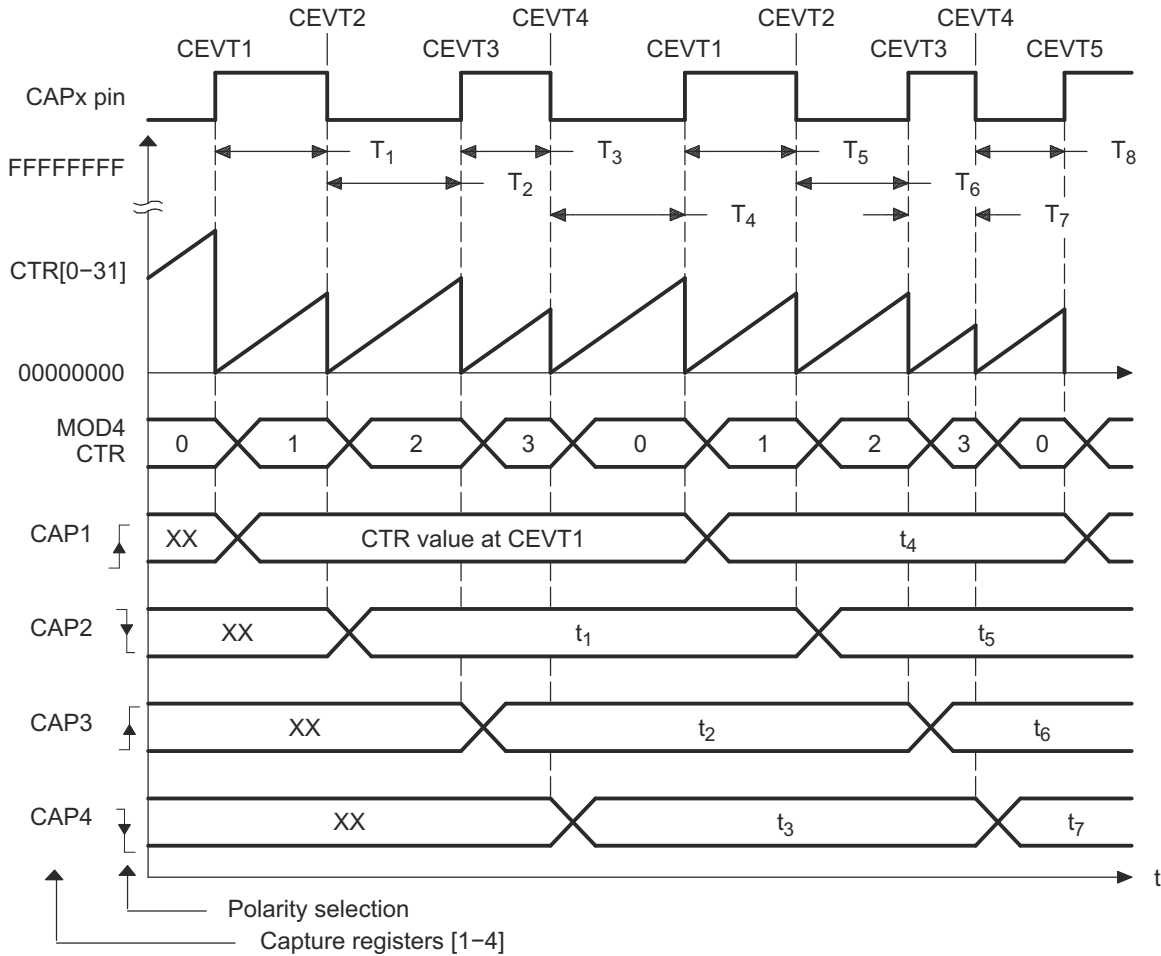 CEVT2 CEVT4 CEVT2 CEVT4
CEVT1 CEVT3 CEVT1 CEVT3 CEVT5
CAPx pin
T1 T3 T5 T8
FFFFFFFF
T2 T6
T4 T7
CTR[0−31]
00000000
MOD4
CTR
0 1 2 3 0 1 2 3 0
CAP1 XX CTR value at CEVT1 t4
CAP2 XX t1 t5
CAP3 XX t2 t6
CAP4 XX t3 t7
t
Polarity selection
Capture registers [1−4]